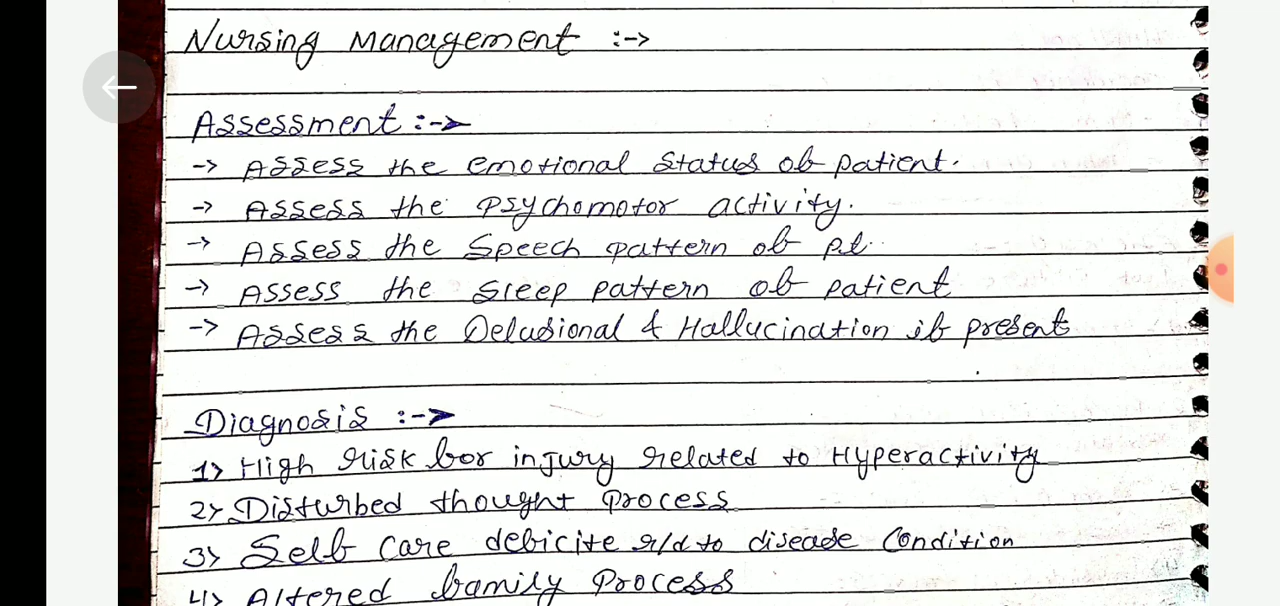 Nursing Management :->
Assessment :->
-> Assess the emotional status of patient.
-> Assess the psychomotor activity.
-> Assess the speech pattern of pt.
-> Assess the sleep pattern of patient
-> Assess the Delusional & Hallucination if present
Diagnosis :->
1) High risk for injury related to Hyperactivity
2) Disturbed thought process
3) Self care deficite r/d to disease condition
4) Altered family process